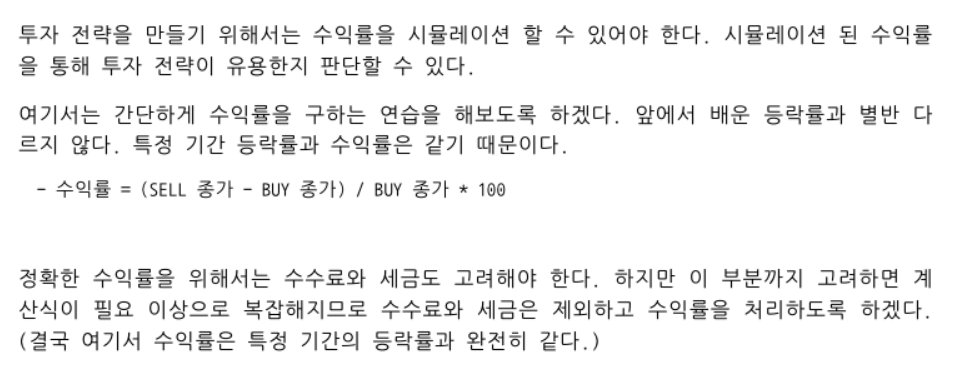 투자 전략을 만들기 위해서는 수익률을 시뮬레이션 할 수 있어야 한다. 시뮬레이션 된 수익률
을 통해 투자 전략이 유용한지 판단할 수 있다.
여기서는 간단하게 수익률을 구하는 연습을 해보도록 하겠다. 앞에서 배운 등락률과 별반 다
르지 않다. 특정 기간 등락률과 수익률은 같기 때문이다.
- 수익률 = (SELL 종가 - BUY 종가) / BUY 종가 * 100
정확한 수익률을 위해서는 수수료와 세금도 고려해야 한다. 하지만 이 부분까지 고려하면 계
산식이 필요 이상으로 복잡해지므로 수수료와 세금은 제외하고 수익률을 처리하도록 하겠다.
(결국 여기서 수익률은 특정 기간의 등락률과 완전히 같다.)